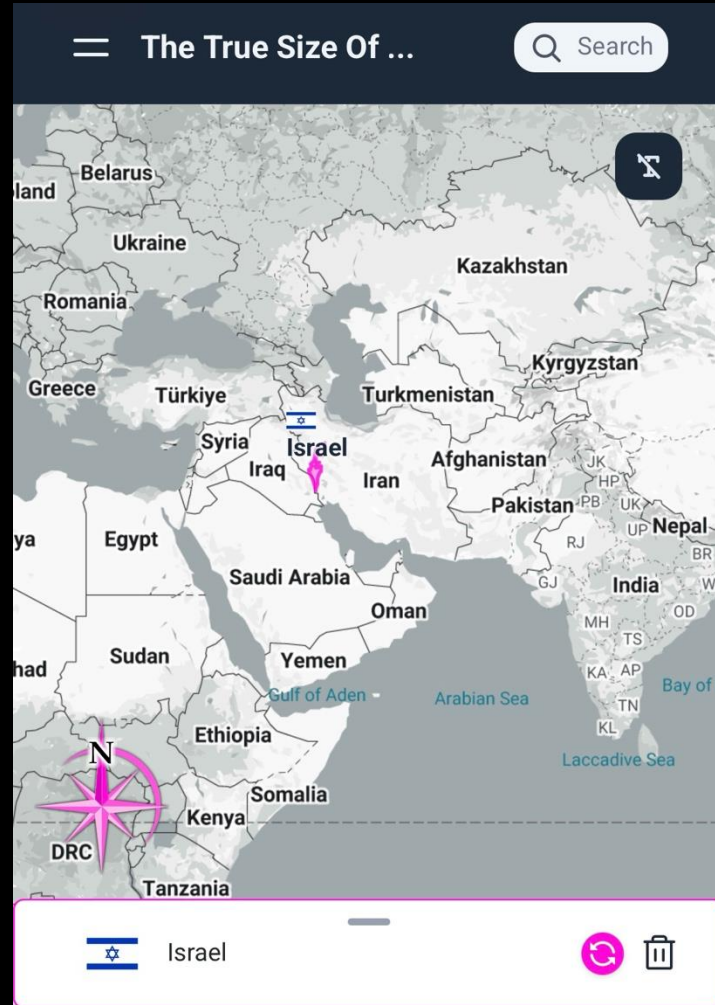 The True Size Of ...
Search
Belarus
land
Ukraine
Kazakhstan
Romania
Kyrgyzstan
Greece
Türkiye
Turkmenistan
Syria
Israel
Iraq
Iran
Afghanistan
JK
HP
Pakistan
PB
UK
UP
Nepal
ya
Egypt
RJ
BR
Saudi Arabia
GJ
India
W
Oman
MH
OD
TS
had
Sudan
Yemen
KA
AP
Gulf of Aden
Arabian Sea
Bay of
TN
Ethiopia
KL
N
Laccadive Sea
Somalia
Kenya
DRC
Tanzania
Israel